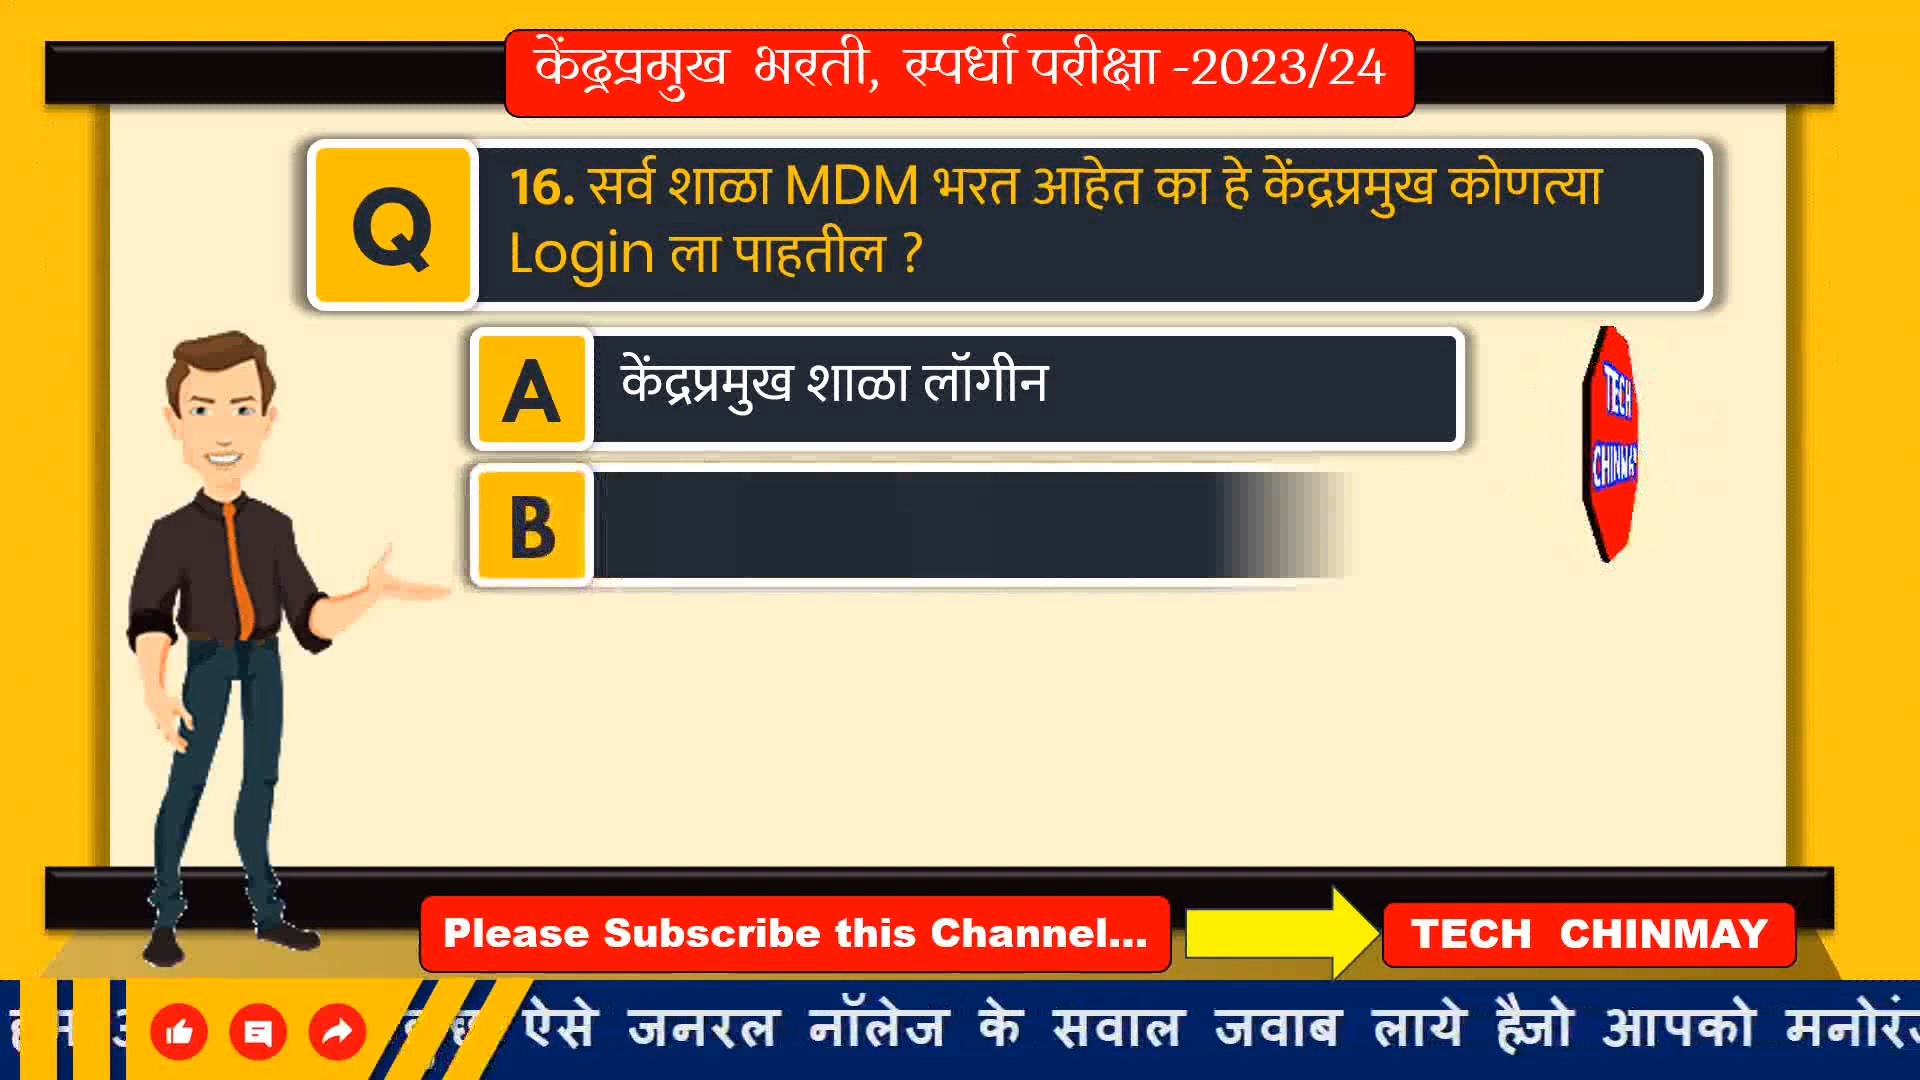 केंद्रप्रमुख भरती, स्पर्धा परीक्षा -2023/24
Q
16. सर्व शाळा MDM भरत आहेत का हे केंद्रप्रमुख कोणत्या
Login ला पाहतील ?
A
केंद्रप्रमुख शाळा लॉगीन
B
TECH
CHINMAY
Please Subscribe this Channel...
TECH CHINMAY
ऐसे जनरल नॉलेज के सवाल जवाब लाये हैजो आपको